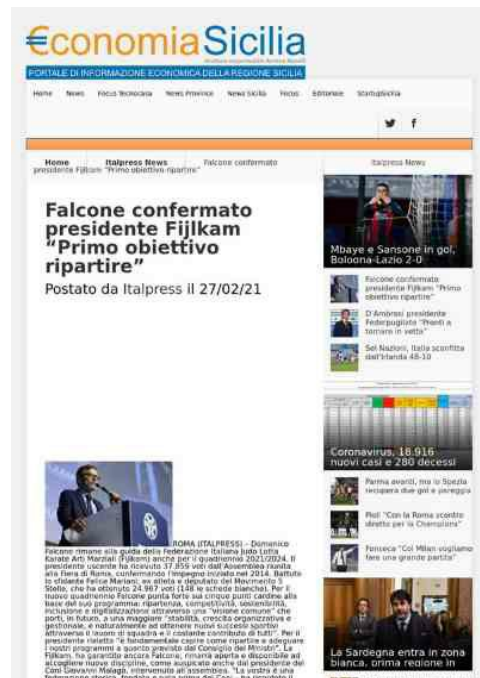 €conomiaSicilia
PORTALE DI INFORMAZIONE ECONOMICA DELLA REGIONE SICILIA
Home News Focus Tecnocasa News Province News Sicilia Focus Editoriale StartupSicilia
Home Italpress News Falcone confermato
presidente Fijlkam "Primo obiettivo ripartire"
Falcone confermato
presidente Fijlkam
“Primo obiettivo
ripartire”
Postato da Italpress il 27/02/21
ROMA (ITALPRESS) – Domenico
Falcone rimane alla guida della Federazione Italiana Judo Lotta
Karate Arti Marziali (Fijlkam) anche per il quadriennio 2021/2024. Il
presidente uscente ha ricevuto 37.959 voti dall'Assemblea riunita
alla Fiera di Roma, confermando l'impegno iniziato nel 2014. Battuto
lo sfidante Felice Mariani, ex atleta e deputato del Movimento 5
Stelle, che ha ottenuto 24.967 voti (148 le schede bianche). Per il
nuovo quadriennio Falcone punta forte sui cinque punti cardine alla
base del suo programma: ripartenza, competitività, sostenibilità,
inclusione e digitalizzazione attraverso una "visione comune" che
porti, in futuro, a una maggiore "stabilità, crescita organizzativa e
gestionale, e naturalmente ad ottenere nuovi successi sportivi
attraverso il lavoro di squadra e il costante contributo di tutti". Per il
presidente rieletto "è fondamentale capire come ripartire e adeguare
i nostri programmi a quanto previsto dal Consiglio dei Ministri". La
Fijlkam, ha garantito ancora Falcone, rimarrà aperta e disponibile ad
accogliere nuove discipline, come auspicato anche dal presidente del
Coni Giovanni Malagò, intervenuto all'assemblea. "La vostra è una
Italpress News
Mbaye e Sansone in gol,
Bologna-Lazio 2-0
Falcone confermato
presidente Fijlkam "Primo
obiettivo ripartire"
D'Ambrosi presidente
Federpugilato "Pronti a
tornare in vetta"
Sei Nazioni, Italia sconfitta
dall'Irlanda 48-10
Coronavirus, 18.916
nuovi casi e 280 decessi
Parma avanti, ma lo Spezia
recupera due gol e pareggia
Pioli "Con la Roma scontro
diretto per la Champions"
Fonseca "Col Milan vogliamo
fare una grande partita"
La Sardegna entra in zona
bianca, prima regione in